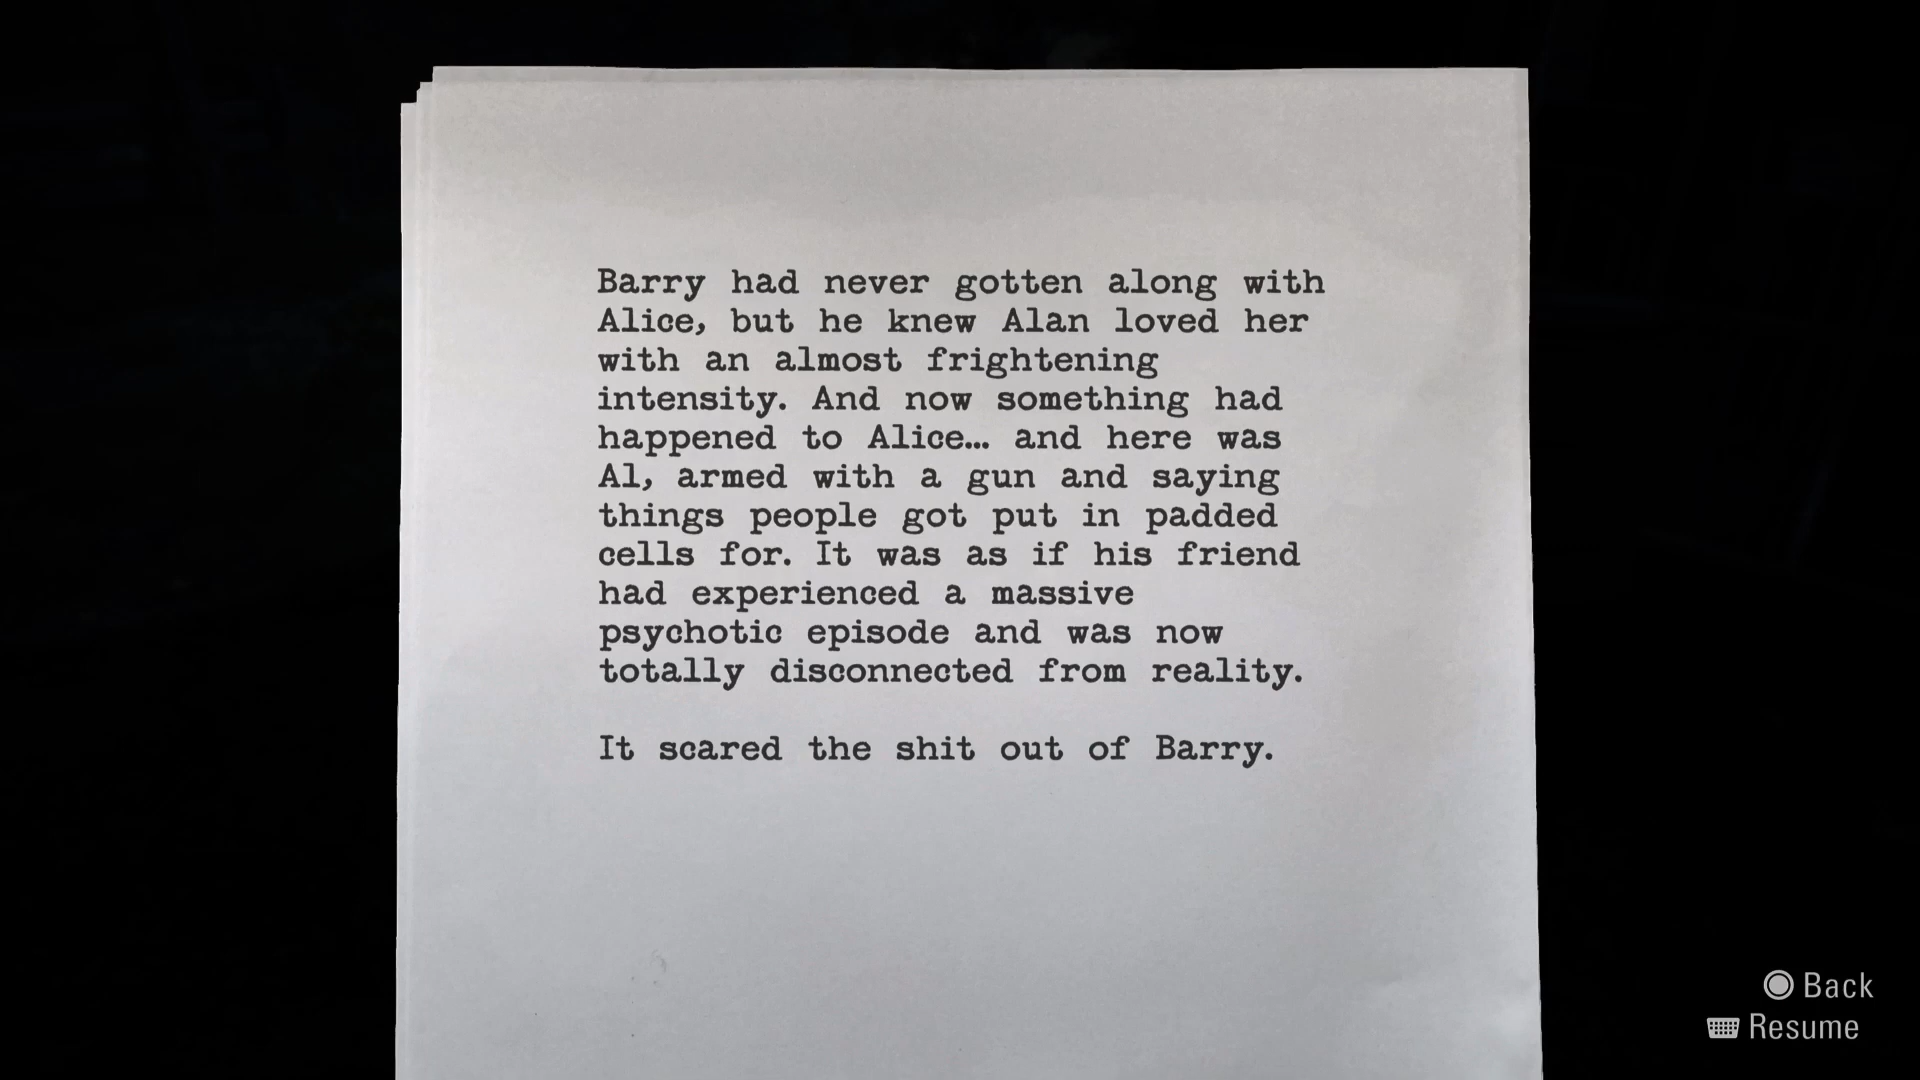 Barry had never gotten along with
Alice, but he knew Alan loved her
with an almost frightening
intensity. And now something had
happened to Alice… and here was
Al, armed with a gun and saying
things people got put in padded
cells for. It was as if his friend
had experienced a massive
psychotic episode and was now
totally disconnected from reality.

It scared the shit out of Barry.
Back
Resume